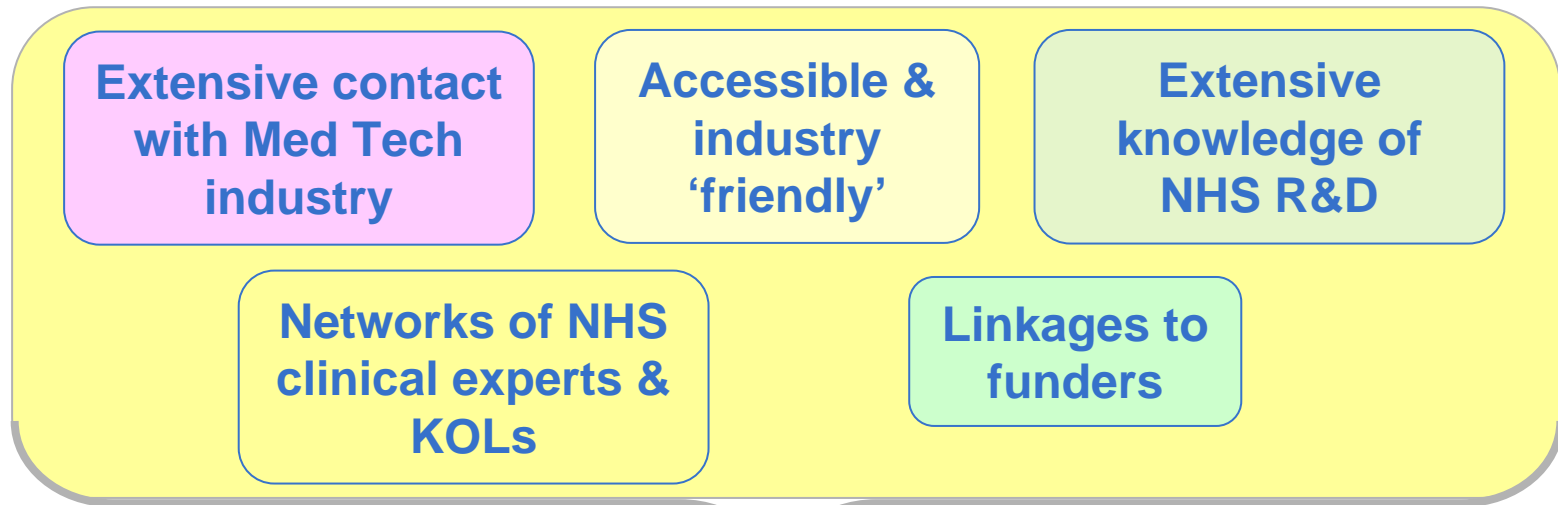 Extensive contact
with Med Tech
industry
Accessible &
industry
‘friendly’
Extensive
knowledge of
NHS R&D
Networks of NHS
clinical experts &
KOLs
Linkages to
funders